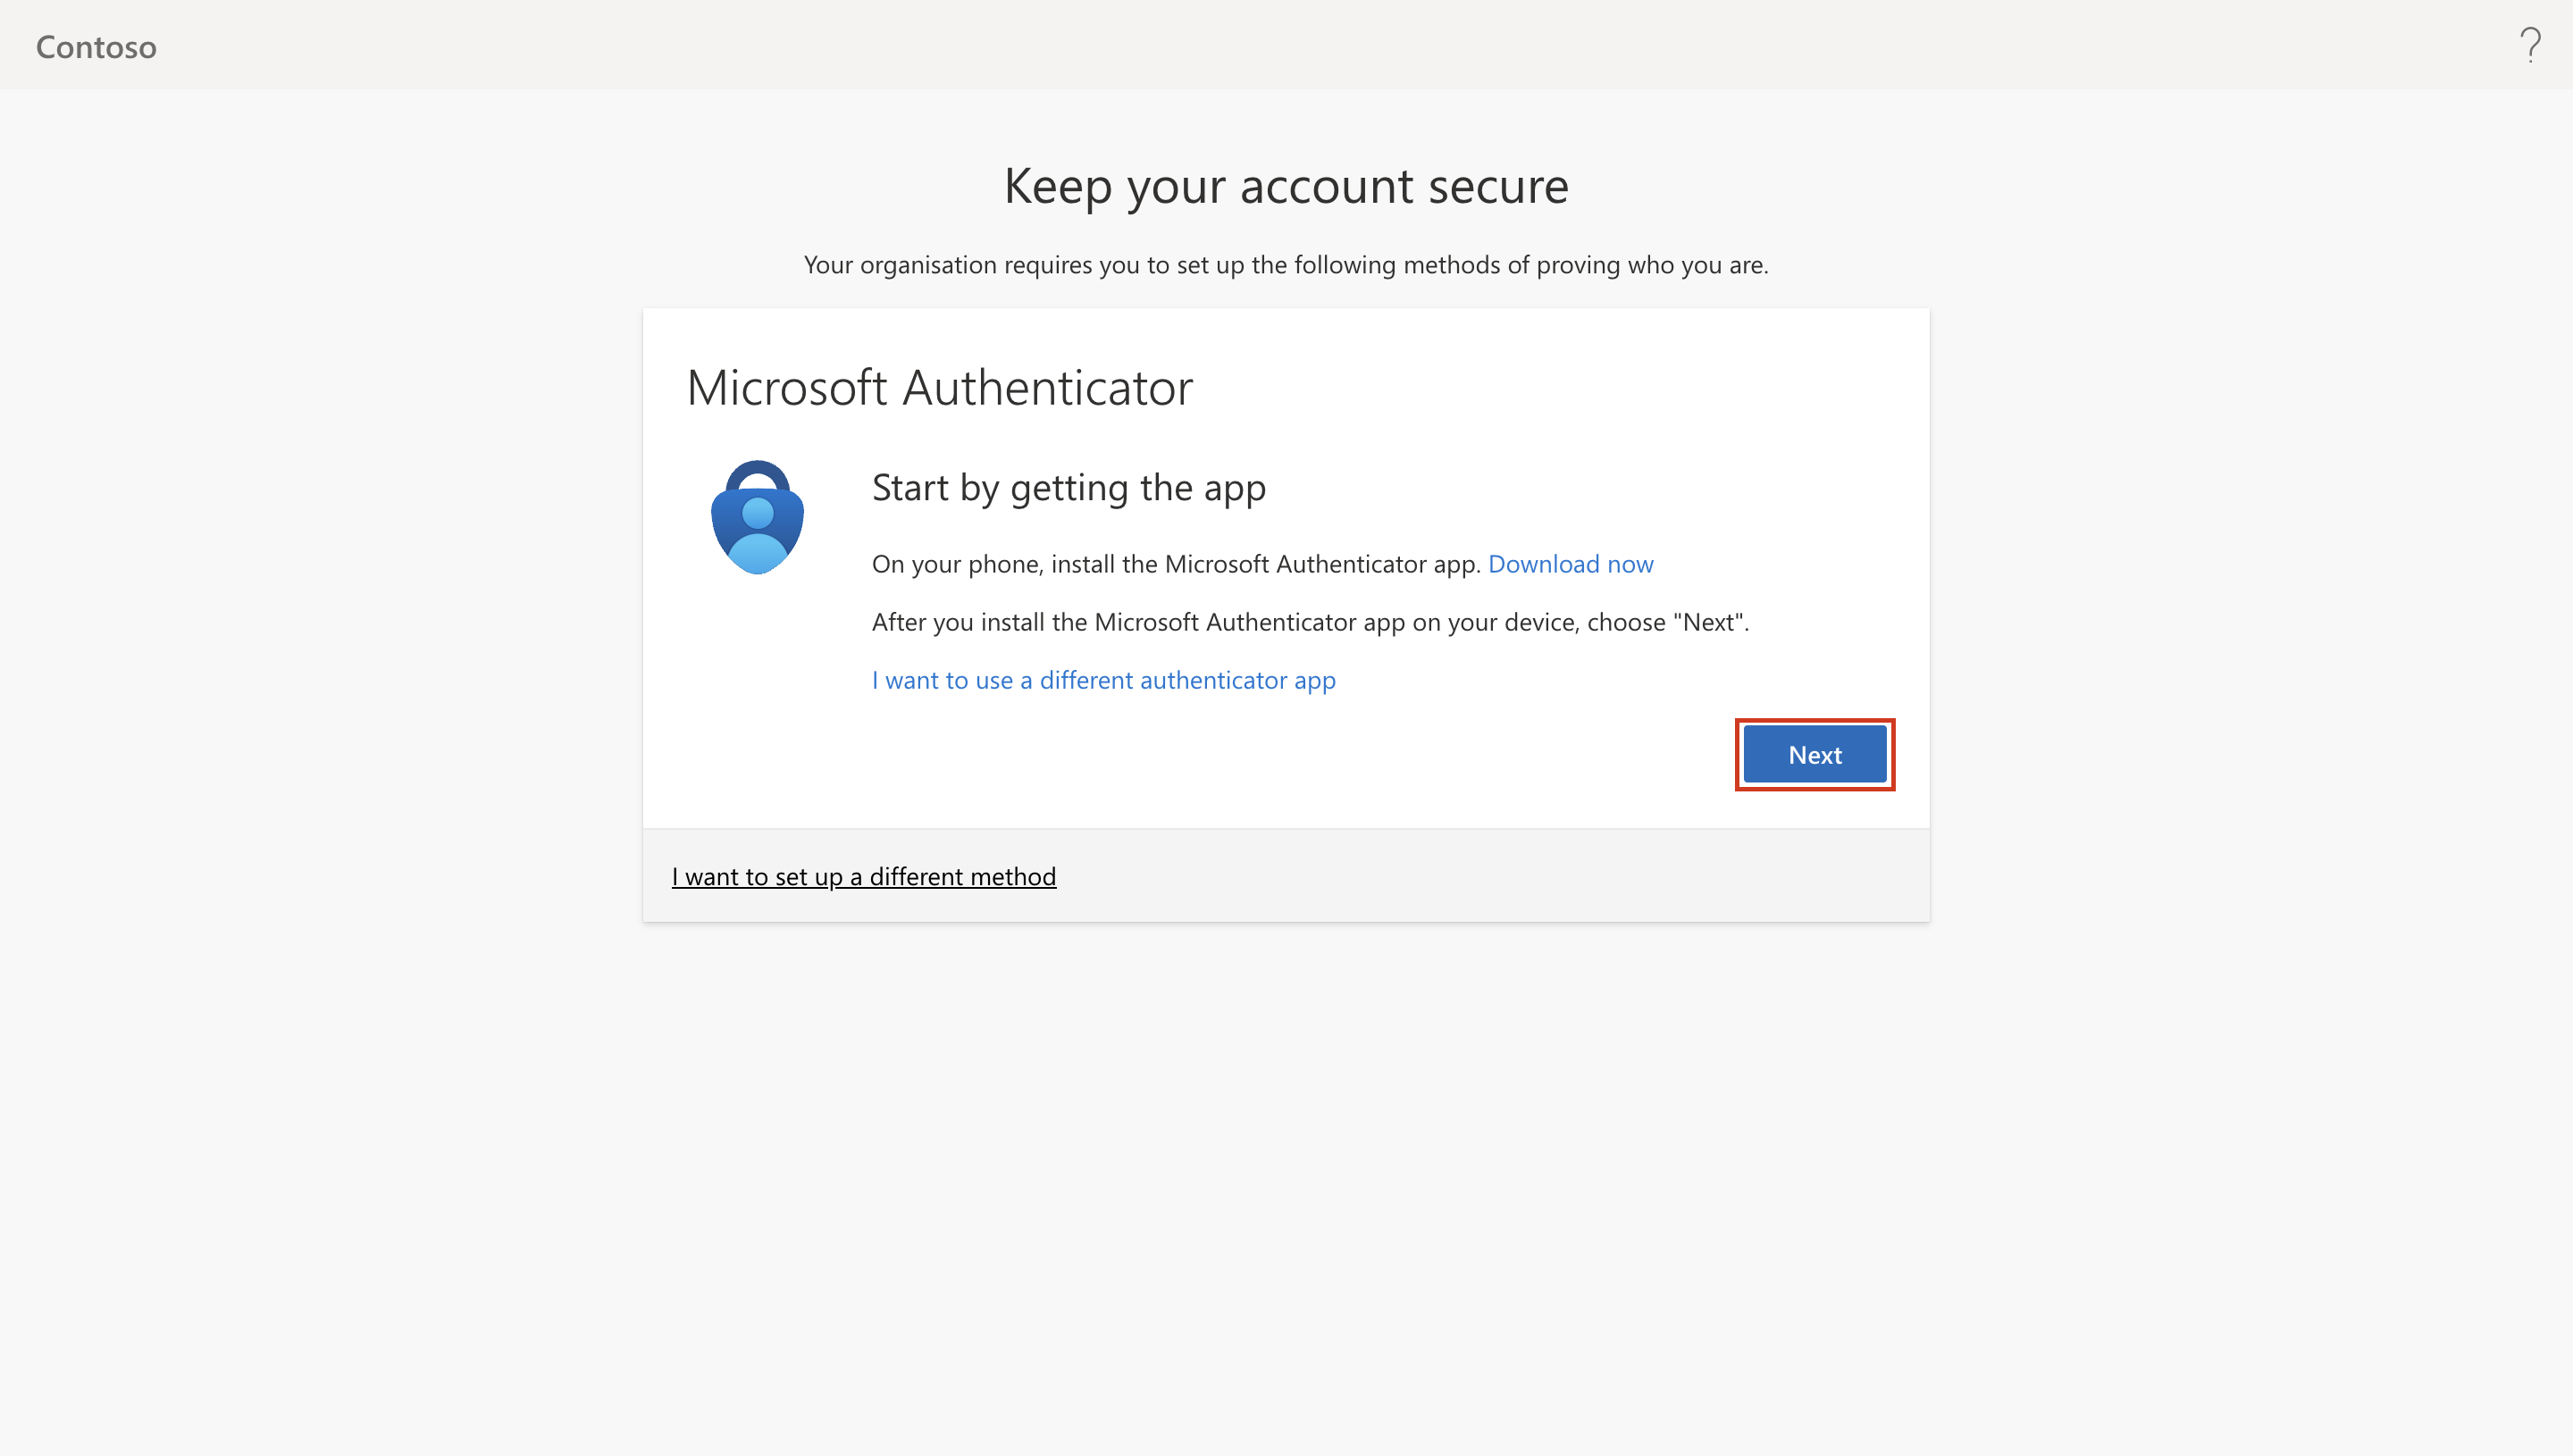 Contoso
?
Keep your account secure
Your organisation requires you to set up the following methods of proving who you are.
Microsoft Authenticator
Start by getting the app
On your phone, install the Microsoft Authenticator app. Download now
After you install the Microsoft Authenticator app on your device, choose "Next".
I want to use a different authenticator app
Next
I want to set up a different method